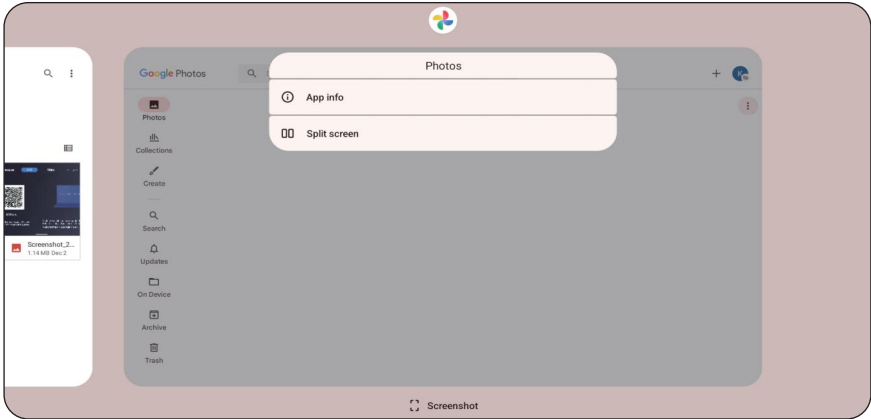 Photos
App info
Split screen
Google Photos
Photos
Collections
Create
Search
Updates
On Device
Archive
Trash
Screenshot_2...
1.14 MB Dec 2
Screenshot